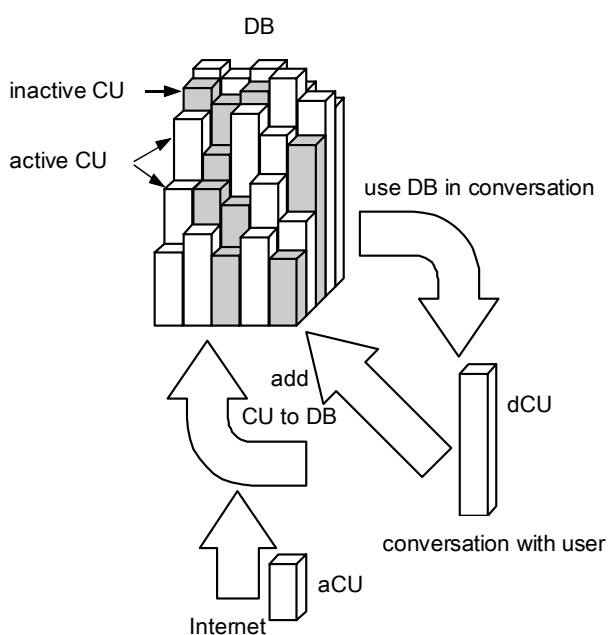 DB
inactive CU
active CU
use DB in conversation
add
CU to DB
dCU
conversation with user
aCU
Internet